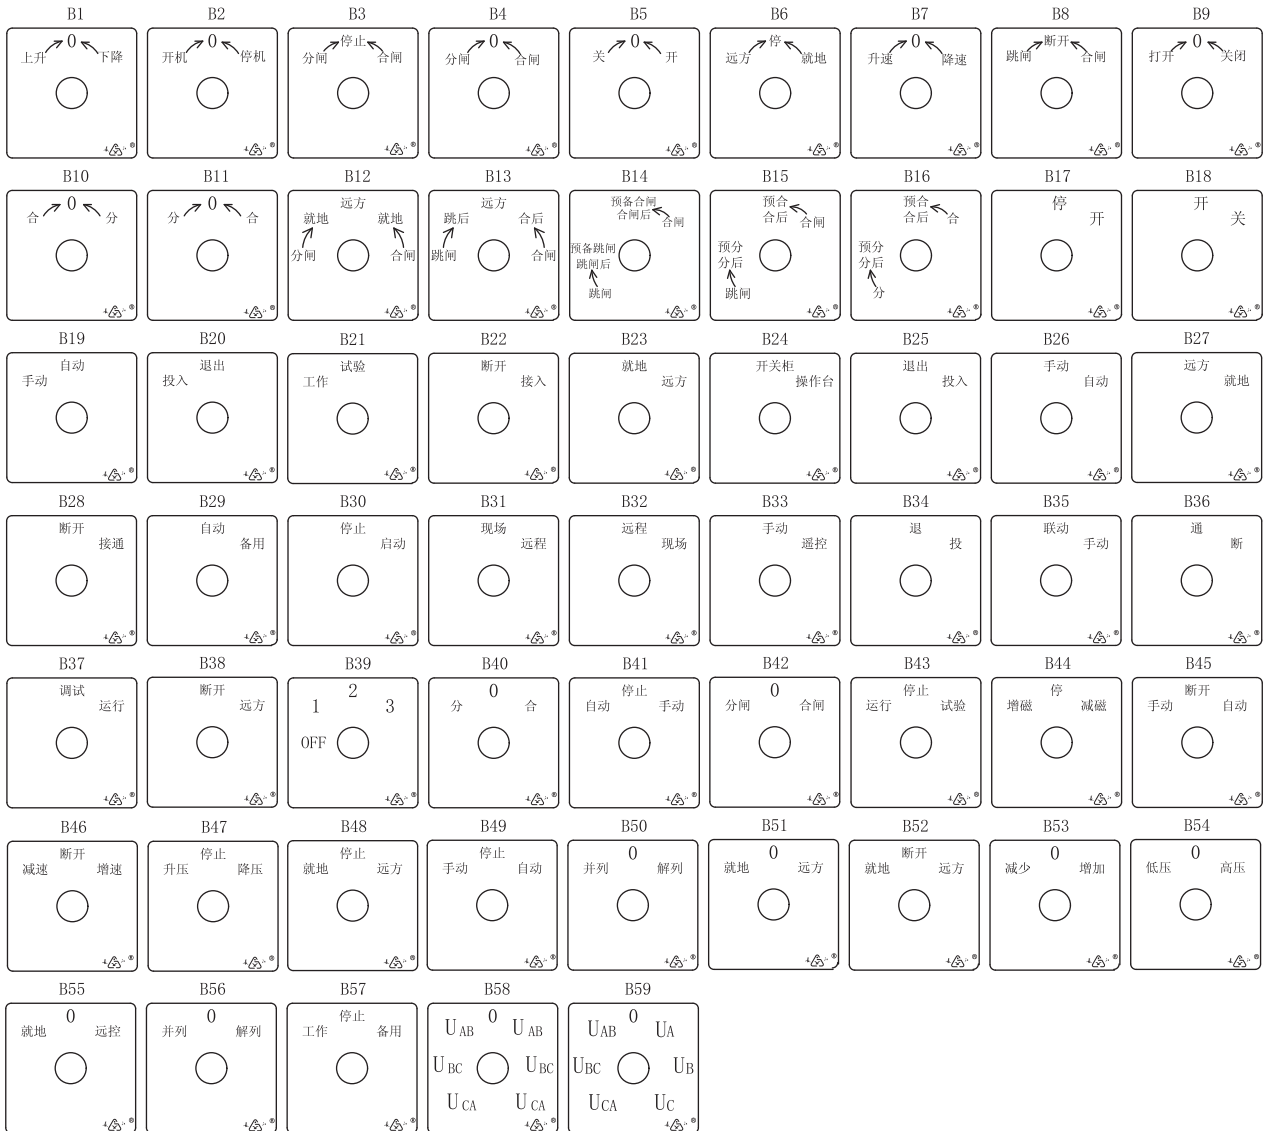 B1 B2 B3 B4 B5 B6 B7 B8 B9
0 0 停止 0 0 停 0 断开 0
上升 下降 开机 停机 分闸 合闸 分闸 合闸 关 开 远方 就地 升速 降速 跳闸 合闸 打开 关闭
B10 B11 B12 B13 B14 B15 B16 B17 B18
0 0 远方 远方 预备合闸 预合 预合 停 开
合 分 分 合 就地 就地 跳后 合后 合闸后 合闸 合后 合闸 合后 合 开 关
分闸 合闸 跳闸 合闸 预备跳闸 预分 预分
跳闸后 分后 分后
跳闸 跳闸 分
B19 B20 B21 B22 B23 B24 B25 B26 B27
自动 退出 试验 断开 就地 开关柜 退出 手动 远方
手动 投入 工作 接入 远方 操作台 投入 自动 就地
B28 B29 B30 B31 B32 B33 B34 B35 B36
断开 自动 停止 现场 远程 手动 退 联动 通
接通 备用 启动 远程 现场 遥控 投 手动 断
B37 B38 B39 B40 B41 B42 B43 B44 B45
调试 断开 2 0 停止 0 停止 停 断开
运行 远方 1 3 分 合 自动 手动 分闸 合闸 运行 试验 增磁 减磁 手动 自动
OFF
B46 B47 B48 B49 B50 B51 B52 B53 B54
断开 停止 停止 停止 0 0 断开 0 0
减速 增速 升压 降压 就地 远方 手动 自动 并列 解列 就地 远方 就地 远方 减少 增加 低压 高压
B55 B56 B57 B58 B59
0 0 停止 0 0
就地 远控 并列 解列 工作 备用 UAB UAB UAB UA
UBC UBC UBC UB
UCA UCA UCA UC